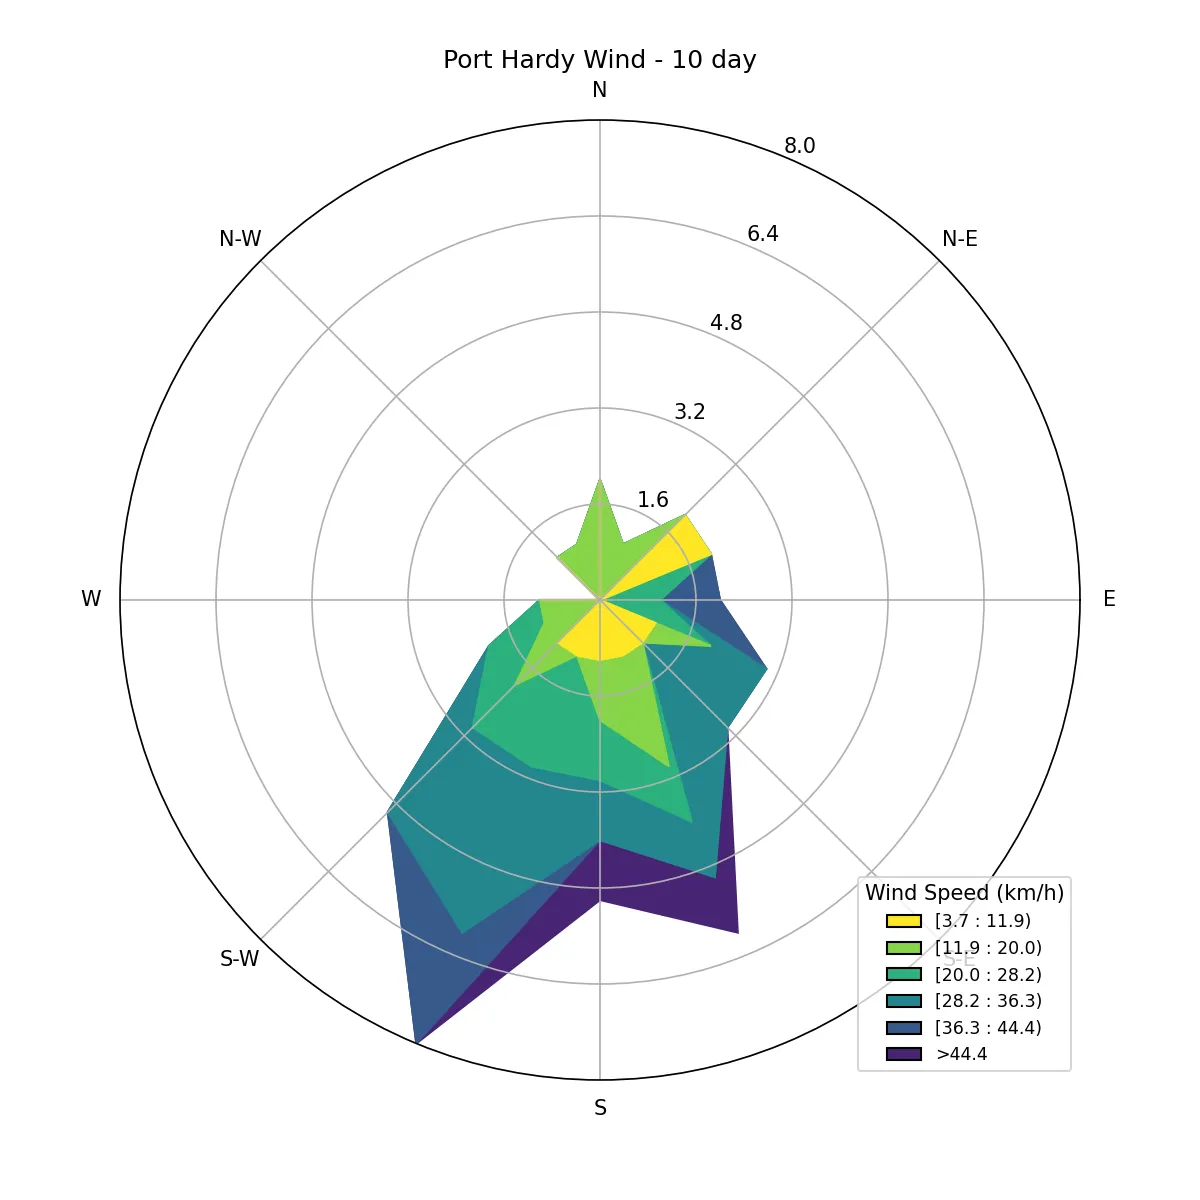 Port Hardy Wind - 10 day
N
8.0
N-W
6.4
N-E
4.8
3.2
1.6
W
E
S-W
S-E
S
Wind Speed (km/h)
[3.7 : 11.9)
[11.9 : 20.0)
[20.0 : 28.2)
[28.2 : 36.3)
[36.3 : 44.4)
>44.4